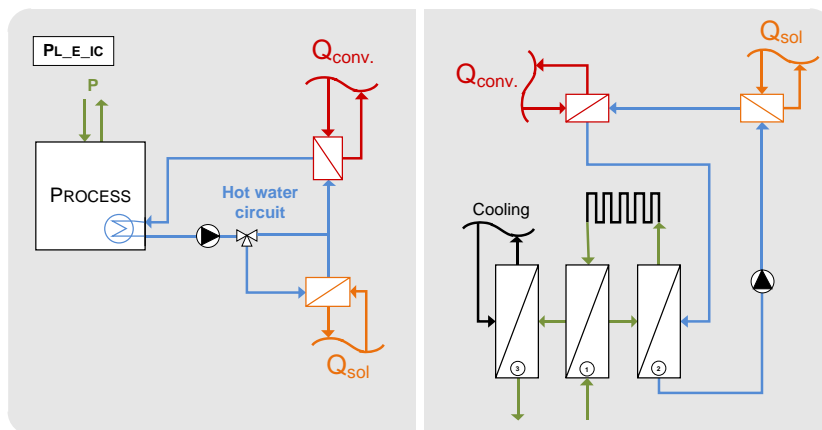 PL_E_IC
P
PROCESS
Qconv.
Hot water
circuit
Qsol
Qconv.
Qsol
Cooling
3
1
2